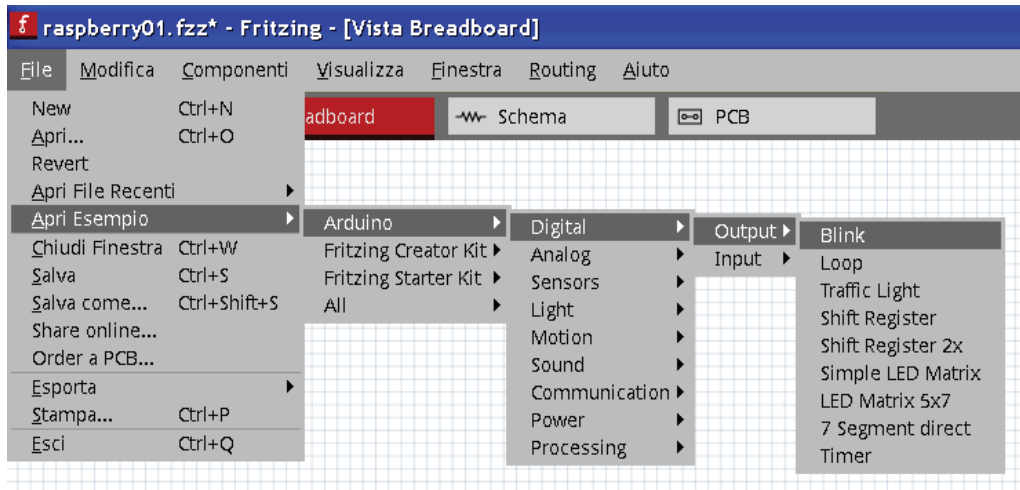 raspberry01.fzz* - Fritzing - [Vista Breadboard]
File Modifica Componenti Visualizza Finestra Routing Aiuto
adboard Schema PCB
New Ctrl+N
Apri... Ctrl+O
Revert
Apri File Recenti
Apri Esempio
Chiudi Finestra Ctrl+W
Salva Ctrl+S
Salva come... Ctrl+Shift+S
Share online...
Order a PCB...
Esporta
Stampa... Ctrl+P
Esci Ctrl+Q
Arduino
Fritzing Creator Kit
Fritzing Starter Kit
All
Digital
Analog
Sensors
Light
Motion
Sound
Communication
Power
Processing
Output
Input
Blink
Loop
Traffic Light
Shift Register
Shift Register 2x
Simple LED Matrix
LED Matrix 5x7
7 Segment direct
Timer